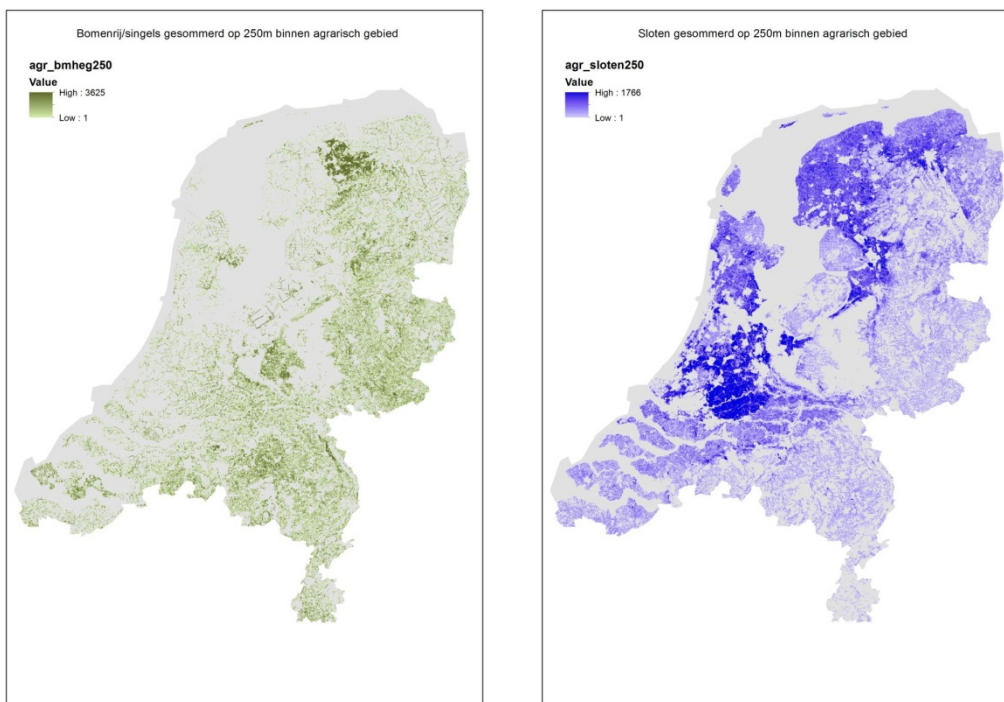 Bomenrij/singels gesommerd op 250m binnen agrarisch gebied
agr_bmheg250
Value
High : 3625
Low : 1
Sloten gesommerd op 250m binnen agrarisch gebied
agr_sloten250
Value
High : 1766
Low : 1